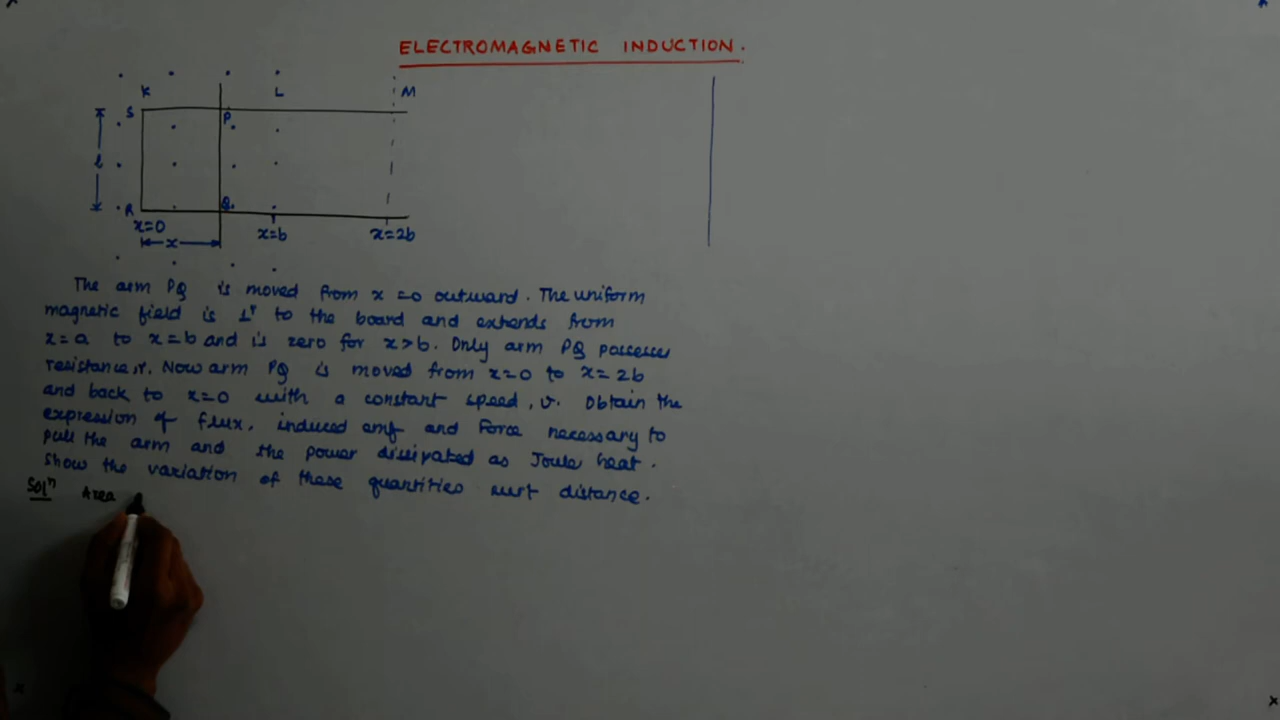 ELECTROMAGNETIC INDUCTION.
K L M
S P
l
R Q
x=0 x=b x=2b
x
The arm PQ is moved from x=0 outward. The uniform
magnetic field is ⊥r to the board and extends from
x=a to x=b and is zero for x>b. Only arm PQ possesses
resistance, r. Now arm PQ is moved from x=0 to x=2b
and back to x=0 with a constant speed, v. Obtain the
expression of flux, induced emf and Force necessary to
pull the arm and the power dissipated as Joule heat.
Show the variation of these quantities wrt distance.
Solⁿ Area